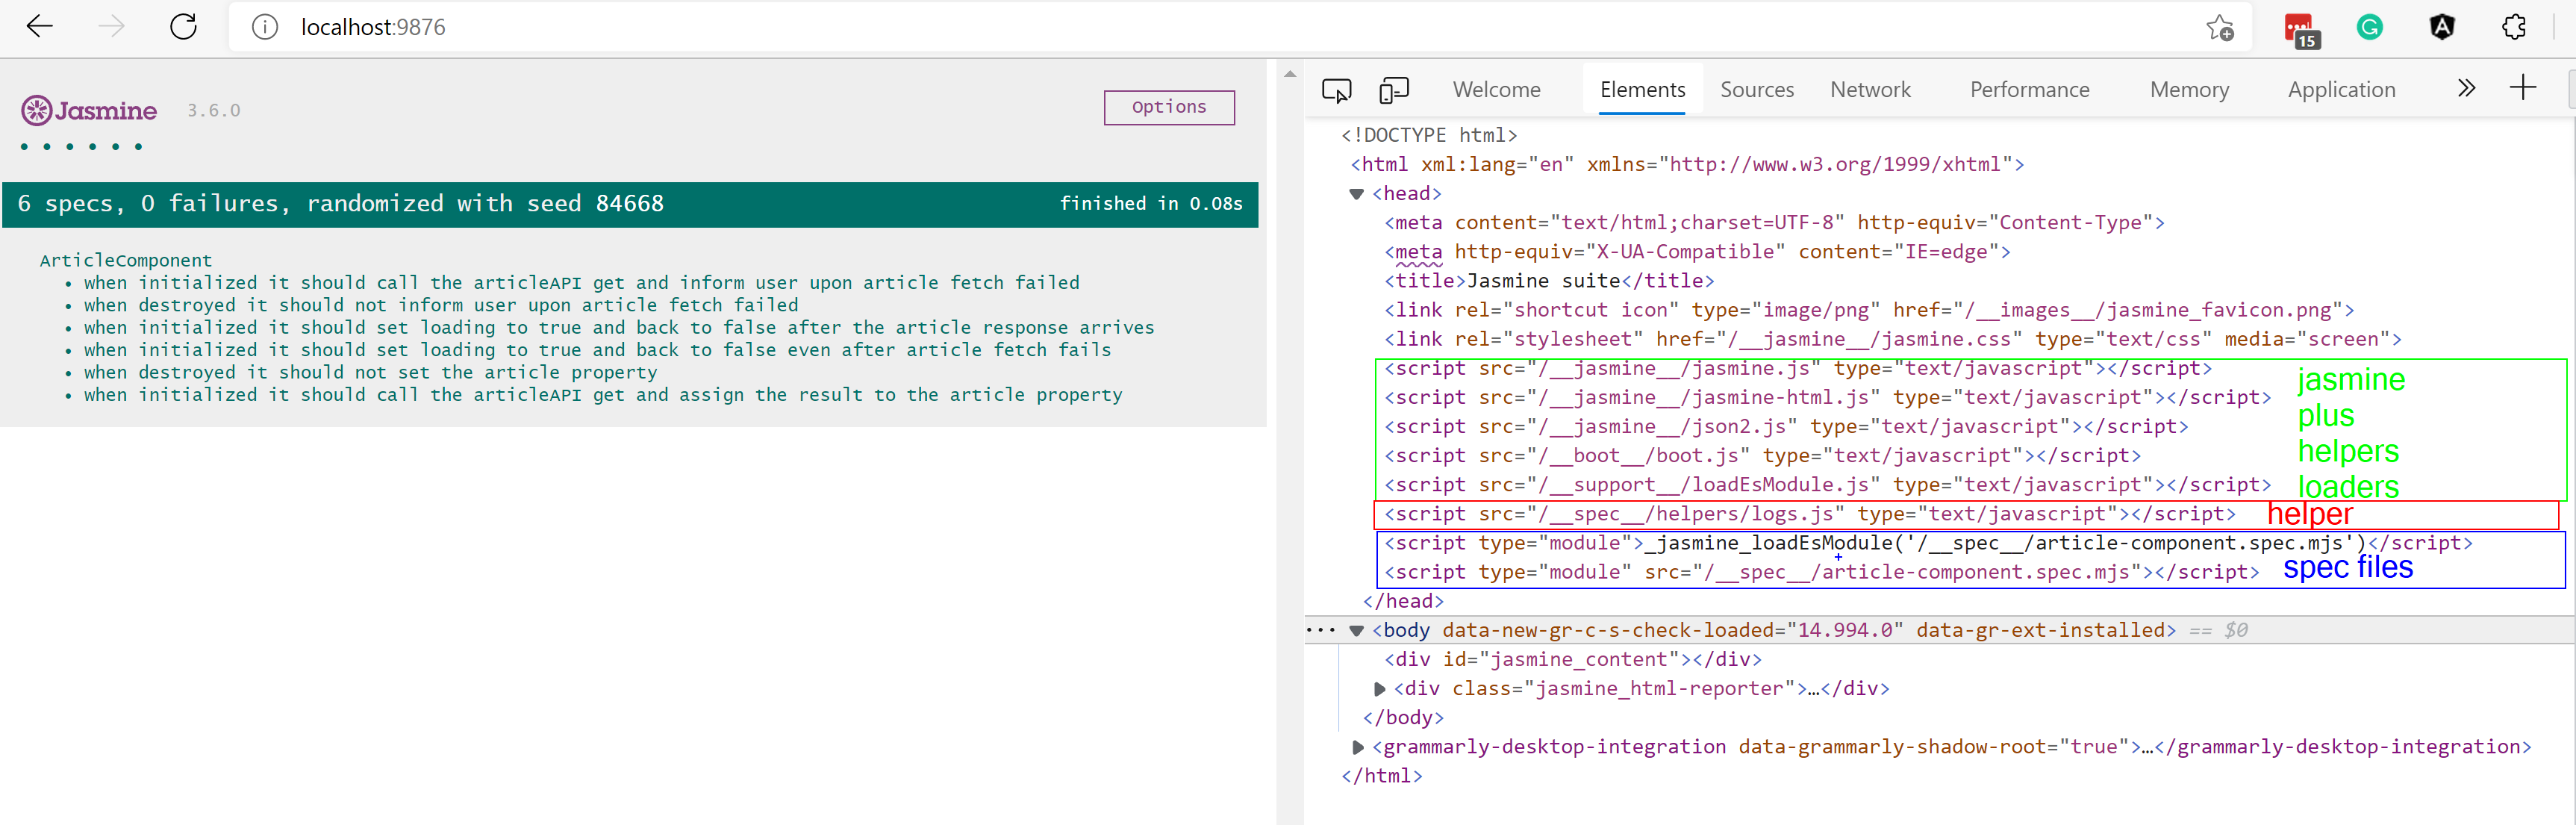 localhost:9876
15
Jasmine 3.6.0
Options
• • • • • •
6 specs, 0 failures, randomized with seed 84668
finished in 0.08s
ArticleComponent
• when initialized it should call the articleAPI get and inform user upon article fetch failed
• when destroyed it should not inform user upon article fetch failed
• when initialized it should set loading to true and back to false after the article response arrives
• when initialized it should set loading to true and back to false even after article fetch fails
• when destroyed it should not set the article property
• when initialized it should call the articleAPI get and assign the result to the article property
Welcome Elements Sources Network Performance Memory Application
<!DOCTYPE html>
<html xml:lang="en" xmlns="http://www.w3.org/1999/xhtml">
<head>
<meta content="text/html;charset=UTF-8" http-equiv="Content-Type">
<meta http-equiv="X-UA-Compatible" content="IE=edge">
<title>Jasmine suite</title>
<link rel="shortcut icon" type="image/png" href="/__images__/jasmine_favicon.png">
<link rel="stylesheet" href="/__jasmine__/jasmine.css" type="text/css" media="screen">
<script src="/__jasmine__/jasmine.js" type="text/javascript"></script>
<script src="/__jasmine__/jasmine-html.js" type="text/javascript"></script>
<script src="/__jasmine__/json2.js" type="text/javascript"></script>
<script src="/__boot__/boot.js" type="text/javascript"></script>
<script src="/__support__/loadEsModule.js" type="text/javascript"></script>
jasmine
plus
helpers
loaders
<script src="/__spec__/helpers/logs.js" type="text/javascript"></script>
helper
<script type="module">_jasmine_loadEsModule('/__spec__/article-component.spec.mjs')</script>
<script type="module" src="/__spec__/article-component.spec.mjs"></script>
spec files
</head>
<body data-new-gr-c-s-check-loaded="14.994.0" data-gr-ext-installed> == $0
<div id="jasmine_content"></div>
<div class="jasmine_html-reporter">…</div>
</body>
<grammarly-desktop-integration data-grammarly-shadow-root="true">…</grammarly-desktop-integration>
</html>